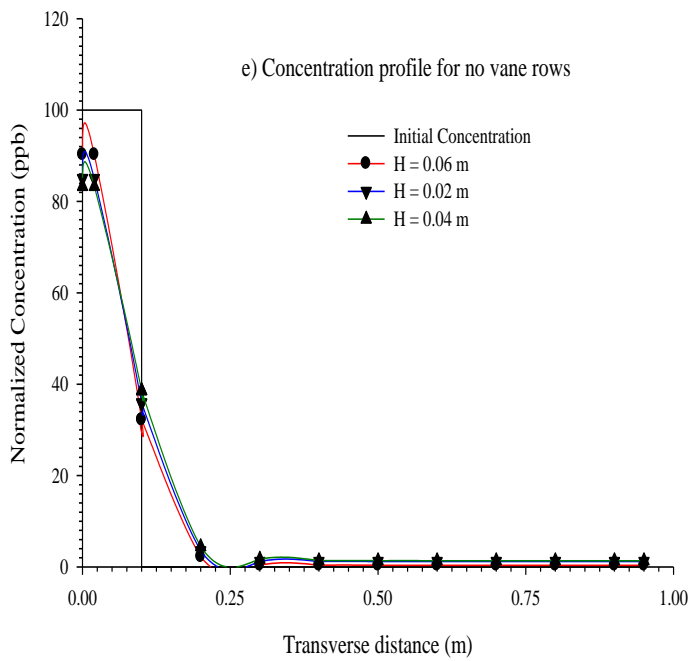 120
e) Concentration profile for no vane rows
100
Initial Concentration
H = 0.06 m
H = 0.02 m
H = 0.04 m
80
60
40
20
0
Normalized Concentration (ppb)
0.00 0.25 0.50 0.75 1.00
Transverse distance (m)